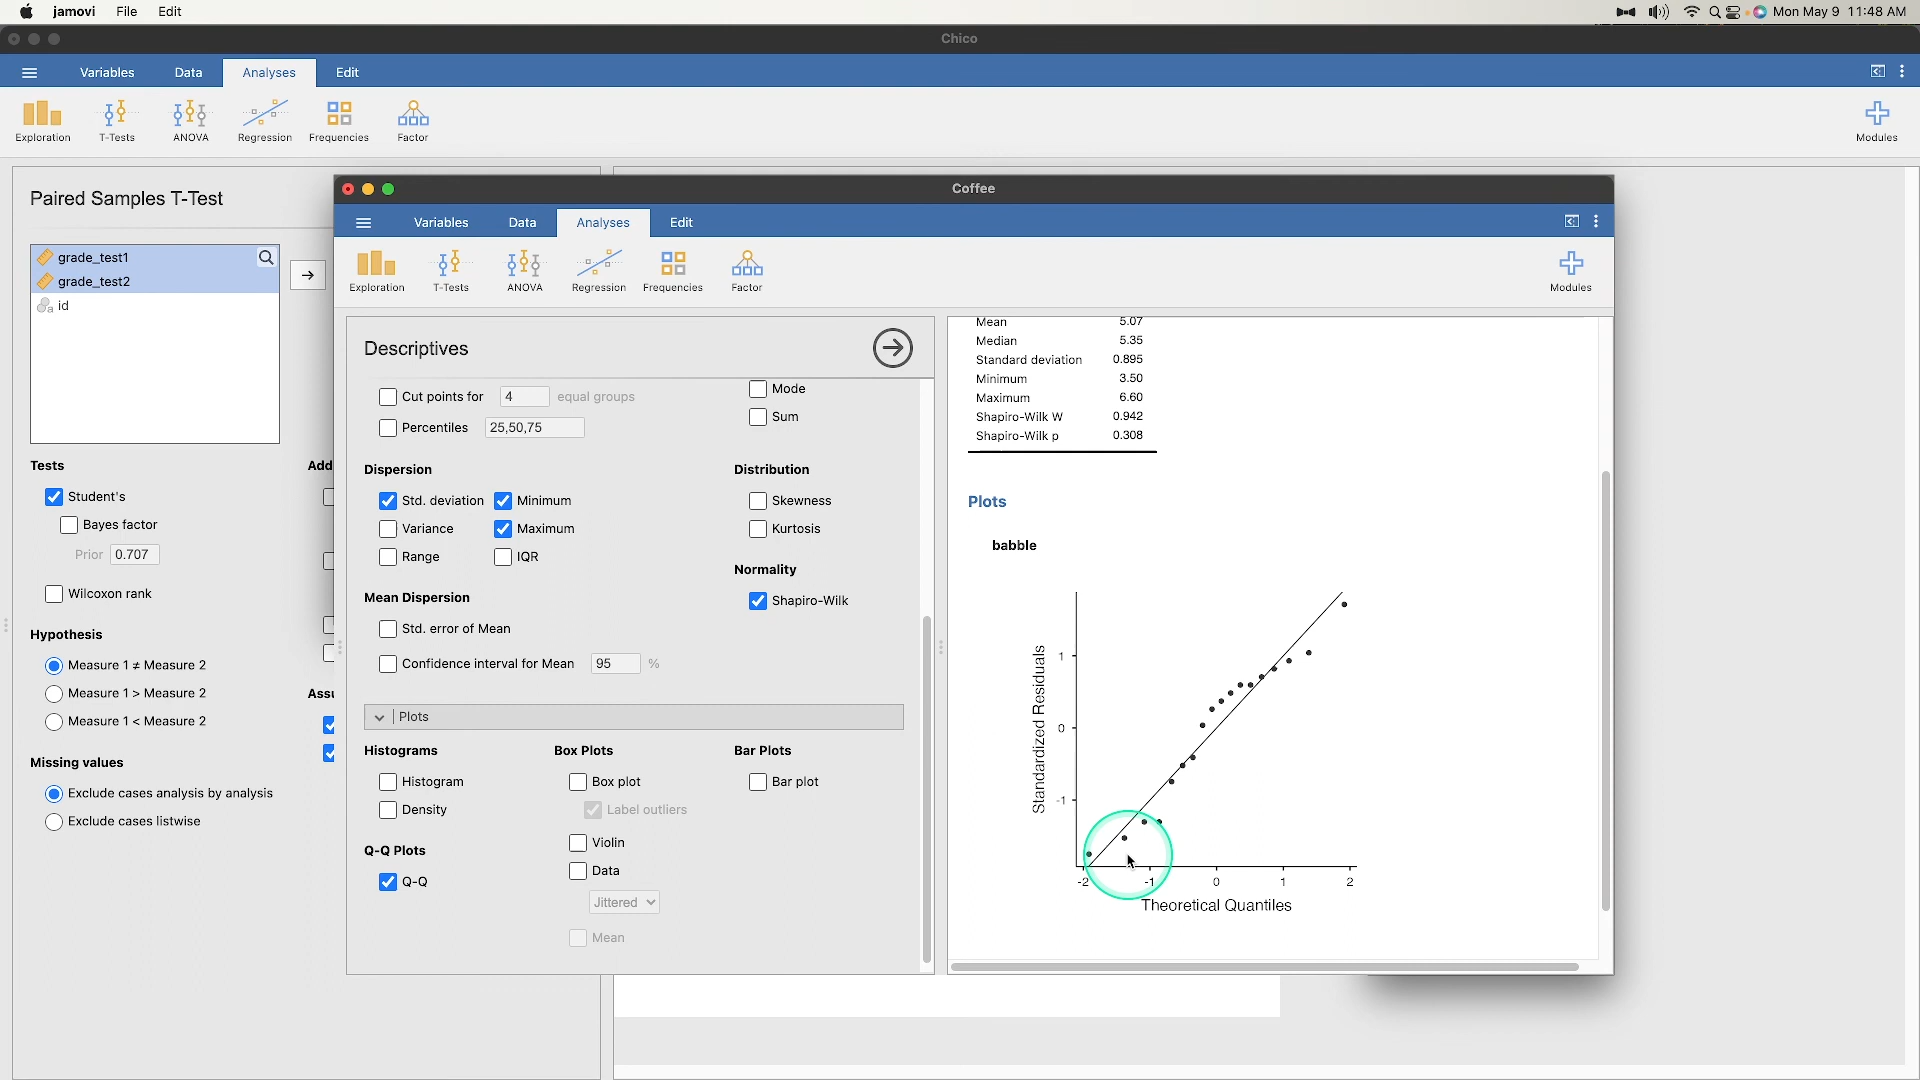 jamovi File Edit
Mon May 9 11:48 AM
Chico
Variables Data Analyses Edit
Exploration T-Tests ANOVA Regression Frequencies Factor Modules
Paired Samples T-Test
grade_test1
grade_test2
a id
Tests
Student's
Bayes factor
Prior 0.707
Wilcoxon rank
Hypothesis
Measure 1 ≠ Measure 2
Measure 1 > Measure 2
Measure 1 < Measure 2
Missing values
Exclude cases analysis by analysis
Exclude cases listwise
Coffee
Variables Data Analyses Edit
Exploration T-Tests ANOVA Regression Frequencies Factor Modules
Descriptives
Cut points for 4 equal groups
Percentiles 25,50,75
Mode
Sum
Dispersion
Std. deviation Minimum
Variance Maximum
Range IQR
Distribution
Skewness
Kurtosis
Mean Dispersion
Std. error of Mean
Confidence interval for Mean 95 %
Normality
Shapiro-Wilk
Plots
Histograms
Histogram
Density
Q-Q Plots
Q-Q
Box Plots
Box plot
Label outliers
Violin
Data
Jittered
Mean
Bar Plots
Bar plot
Mean 5.07
Median 5.35
Standard deviation 0.895
Minimum 3.50
Maximum 6.60
Shapiro-Wilk W 0.942
Shapiro-Wilk p 0.308
Plots
babble
Standardized Residuals
1
0
-1
-2 -1 0 1 2
Theoretical Quantiles